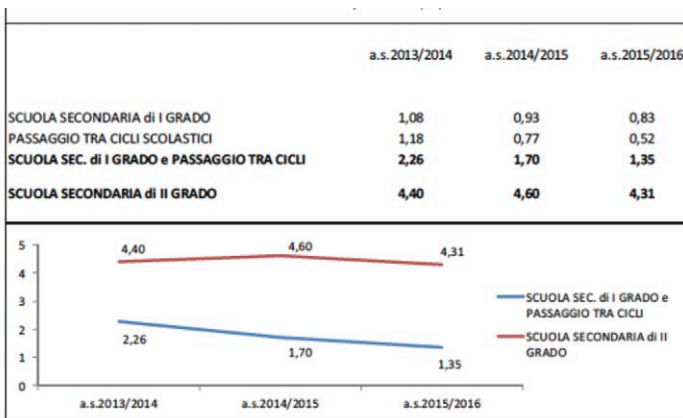 a.s.2013/2014 a.s.2014/2015 a.s.2015/2016
SCUOLA SECONDARIA di I GRADO 1,08 0,93 0,83
PASSAGGIO TRA CICLI SCOLASTICI 1,18 0,77 0,52
SCUOLA SEC. di I GRADO e PASSAGGIO TRA CICLI 2,26 1,70 1,35
SCUOLA SECONDARIA di II GRADO 4,40 4,60 4,31
5
4
3
2
1
0
4,40 4,60 4,31
2,26 1,70 1,35
a.s.2013/2014 a.s.2014/2015 a.s.2015/2016
SCUOLA SEC. di I GRADO e
PASSAGGIO TRA CICLI
SCUOLA SECONDARIA di II
GRADO